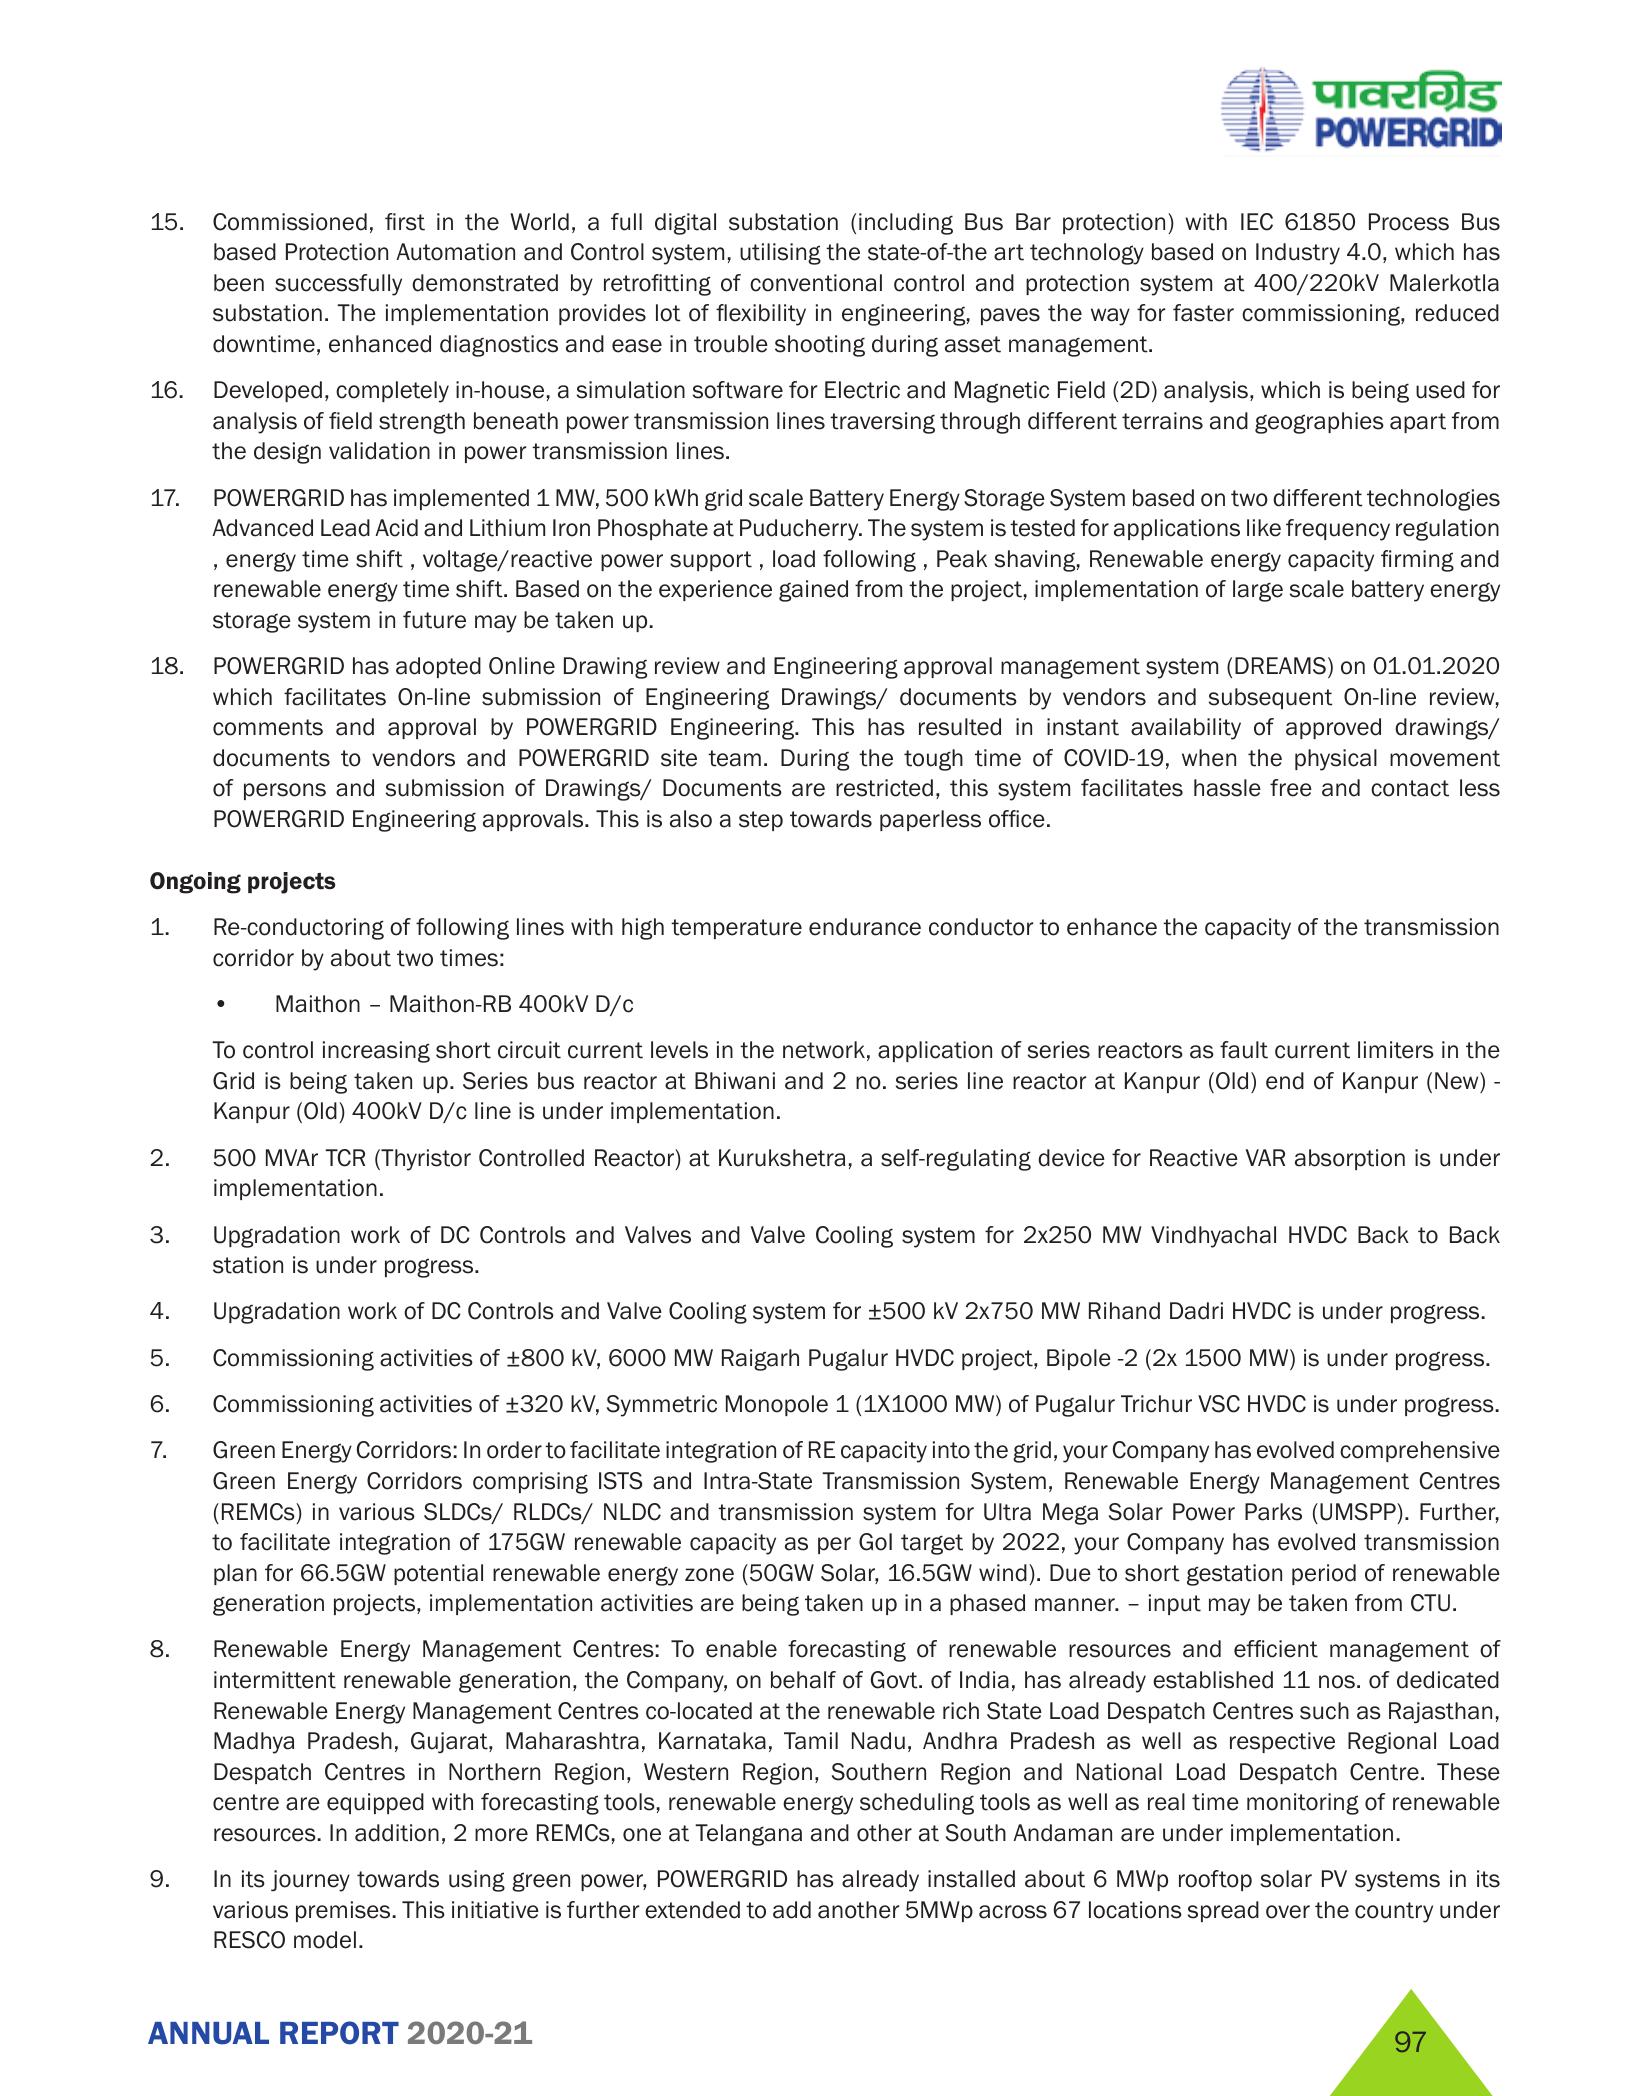 पावरग्रिड
POWERGRID
15. Commissioned, first in the World, a full digital substation (including Bus Bar protection) with IEC 61850 Process Bus
based Protection Automation and Control system, utilising the state-of-the art technology based on Industry 4.0, which has
been successfully demonstrated by retrofitting of conventional control and protection system at 400/220kV Malerkotla
substation. The implementation provides lot of flexibility in engineering, paves the way for faster commissioning, reduced
downtime, enhanced diagnostics and ease in trouble shooting during asset management.
16. Developed, completely in-house, a simulation software for Electric and Magnetic Field (2D) analysis, which is being used for
analysis of field strength beneath power transmission lines traversing through different terrains and geographies apart from
the design validation in power transmission lines.
17. POWERGRID has implemented 1 MW, 500 kWh grid scale Battery Energy Storage System based on two different technologies
Advanced Lead Acid and Lithium Iron Phosphate at Puducherry. The system is tested for applications like frequency regulation
, energy time shift , voltage/reactive power support , load following , Peak shaving, Renewable energy capacity firming and
renewable energy time shift. Based on the experience gained from the project, implementation of large scale battery energy
storage system in future may be taken up.
18. POWERGRID has adopted Online Drawing review and Engineering approval management system (DREAMS) on 01.01.2020
which facilitates On-line submission of Engineering Drawings/ documents by vendors and subsequent On-line review,
comments and approval by POWERGRID Engineering. This has resulted in instant availability of approved drawings/
documents to vendors and POWERGRID site team. During the tough time of COVID-19, when the physical movement
of persons and submission of Drawings/ Documents are restricted, this system facilitates hassle free and contact less
POWERGRID Engineering approvals. This is also a step towards paperless office.
Ongoing projects
1. Re-conductoring of following lines with high temperature endurance conductor to enhance the capacity of the transmission
corridor by about two times:
• Maithon – Maithon-RB 400kV D/c
To control increasing short circuit current levels in the network, application of series reactors as fault current limiters in the
Grid is being taken up. Series bus reactor at Bhiwani and 2 no. series line reactor at Kanpur (Old) end of Kanpur (New) -
Kanpur (Old) 400kV D/c line is under implementation.
2. 500 MVAr TCR (Thyristor Controlled Reactor) at Kurukshetra, a self-regulating device for Reactive VAR absorption is under
implementation.
3. Upgradation work of DC Controls and Valves and Valve Cooling system for 2x250 MW Vindhyachal HVDC Back to Back
station is under progress.
4. Upgradation work of DC Controls and Valve Cooling system for ±500 kV 2x750 MW Rihand Dadri HVDC is under progress.
5. Commissioning activities of ±800 kV, 6000 MW Raigarh Pugalur HVDC project, Bipole -2 (2x 1500 MW) is under progress.
6. Commissioning activities of ±320 kV, Symmetric Monopole 1 (1X1000 MW) of Pugalur Trichur VSC HVDC is under progress.
7. Green Energy Corridors: In order to facilitate integration of RE capacity into the grid, your Company has evolved comprehensive
Green Energy Corridors comprising ISTS and Intra-State Transmission System, Renewable Energy Management Centres
(REMCs) in various SLDCs/ RLDCs/ NLDC and transmission system for Ultra Mega Solar Power Parks (UMSPP). Further,
to facilitate integration of 175GW renewable capacity as per GoI target by 2022, your Company has evolved transmission
plan for 66.5GW potential renewable energy zone (50GW Solar, 16.5GW wind). Due to short gestation period of renewable
generation projects, implementation activities are being taken up in a phased manner. – input may be taken from CTU.
8. Renewable Energy Management Centres: To enable forecasting of renewable resources and efficient management of
intermittent renewable generation, the Company, on behalf of Govt. of India, has already established 11 nos. of dedicated
Renewable Energy Management Centres co-located at the renewable rich State Load Despatch Centres such as Rajasthan,
Madhya Pradesh, Gujarat, Maharashtra, Karnataka, Tamil Nadu, Andhra Pradesh as well as respective Regional Load
Despatch Centres in Northern Region, Western Region, Southern Region and National Load Despatch Centre. These
centre are equipped with forecasting tools, renewable energy scheduling tools as well as real time monitoring of renewable
resources. In addition, 2 more REMCs, one at Telangana and other at South Andaman are under implementation.
9. In its journey towards using green power, POWERGRID has already installed about 6 MWp rooftop solar PV systems in its
various premises. This initiative is further extended to add another 5MWp across 67 locations spread over the country under
RESCO model.
ANNUAL REPORT 2020-21
97